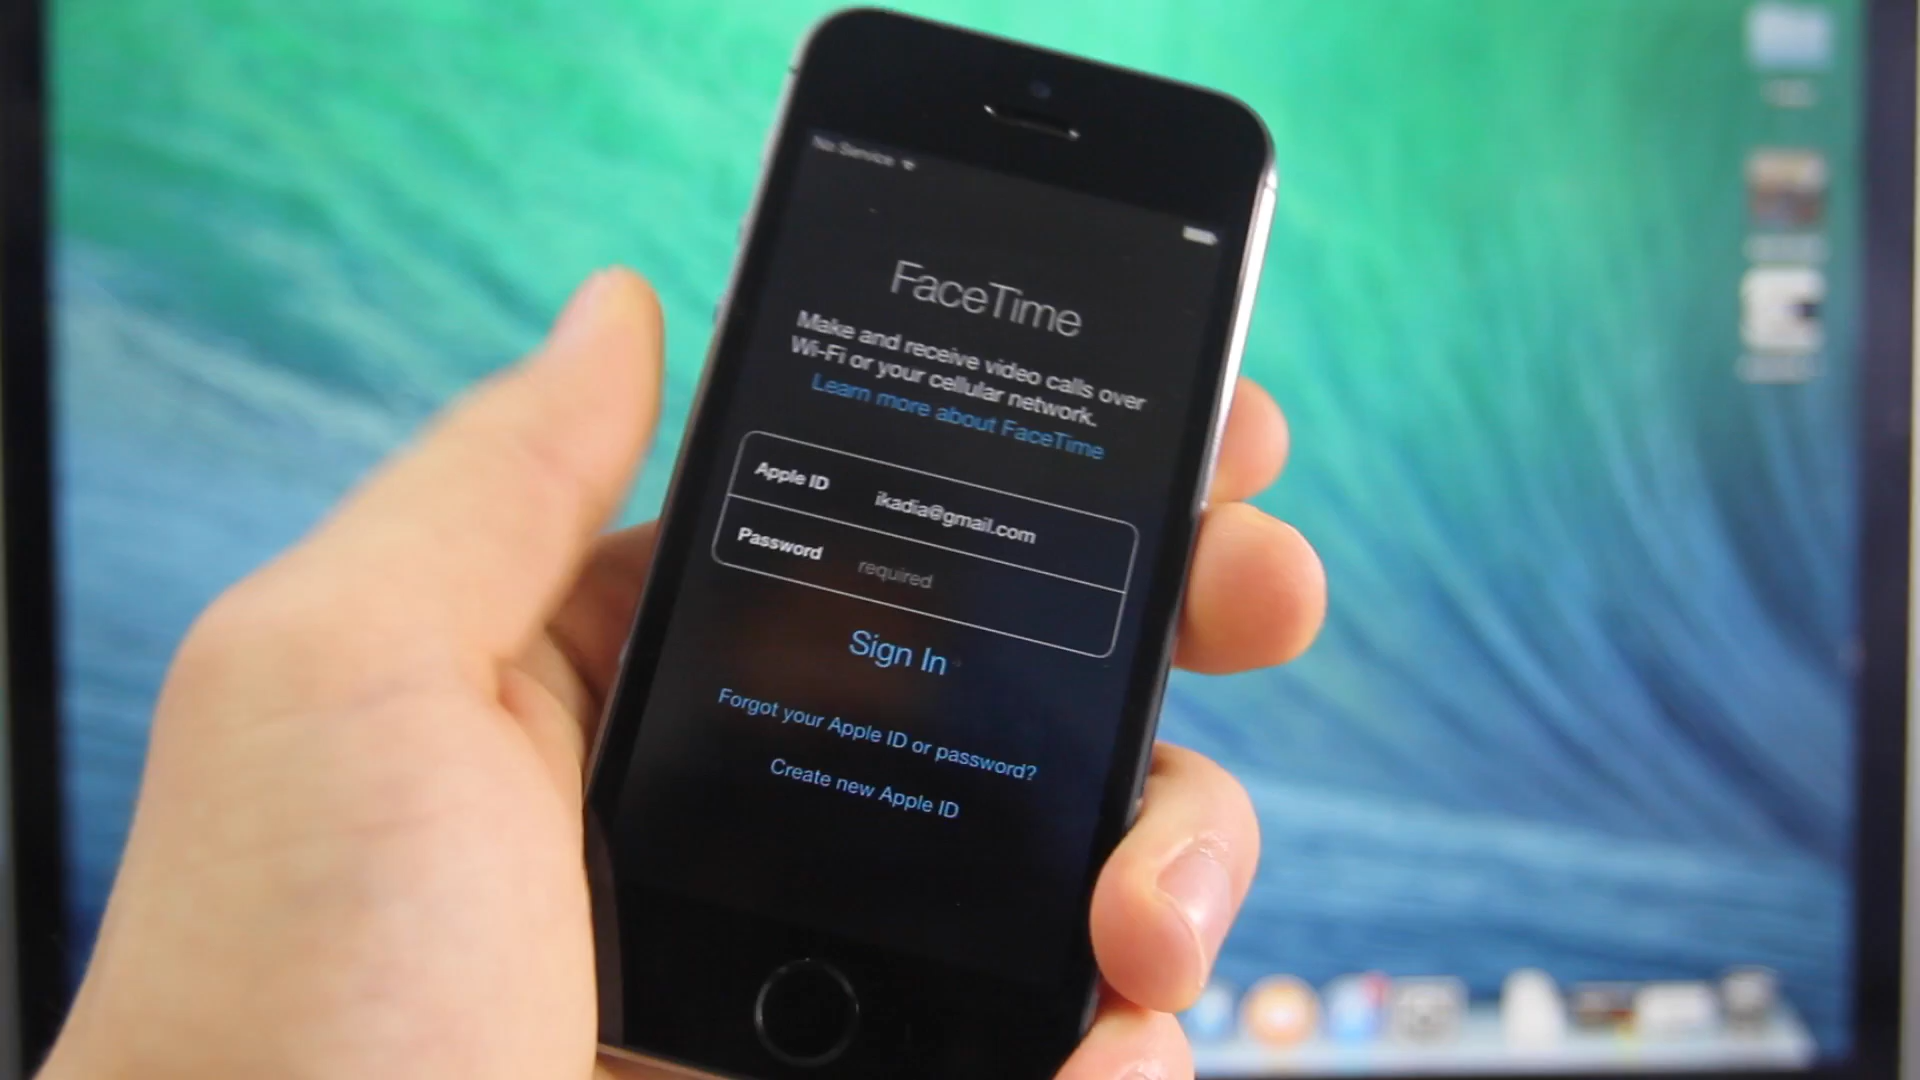 No Service
FaceTime
Make and receive video calls over
Wi-Fi or your cellular network.
Learn more about FaceTime
Apple ID ikadia@gmail.com
Password required
Sign In
Forgot your Apple ID or password?
Create new Apple ID